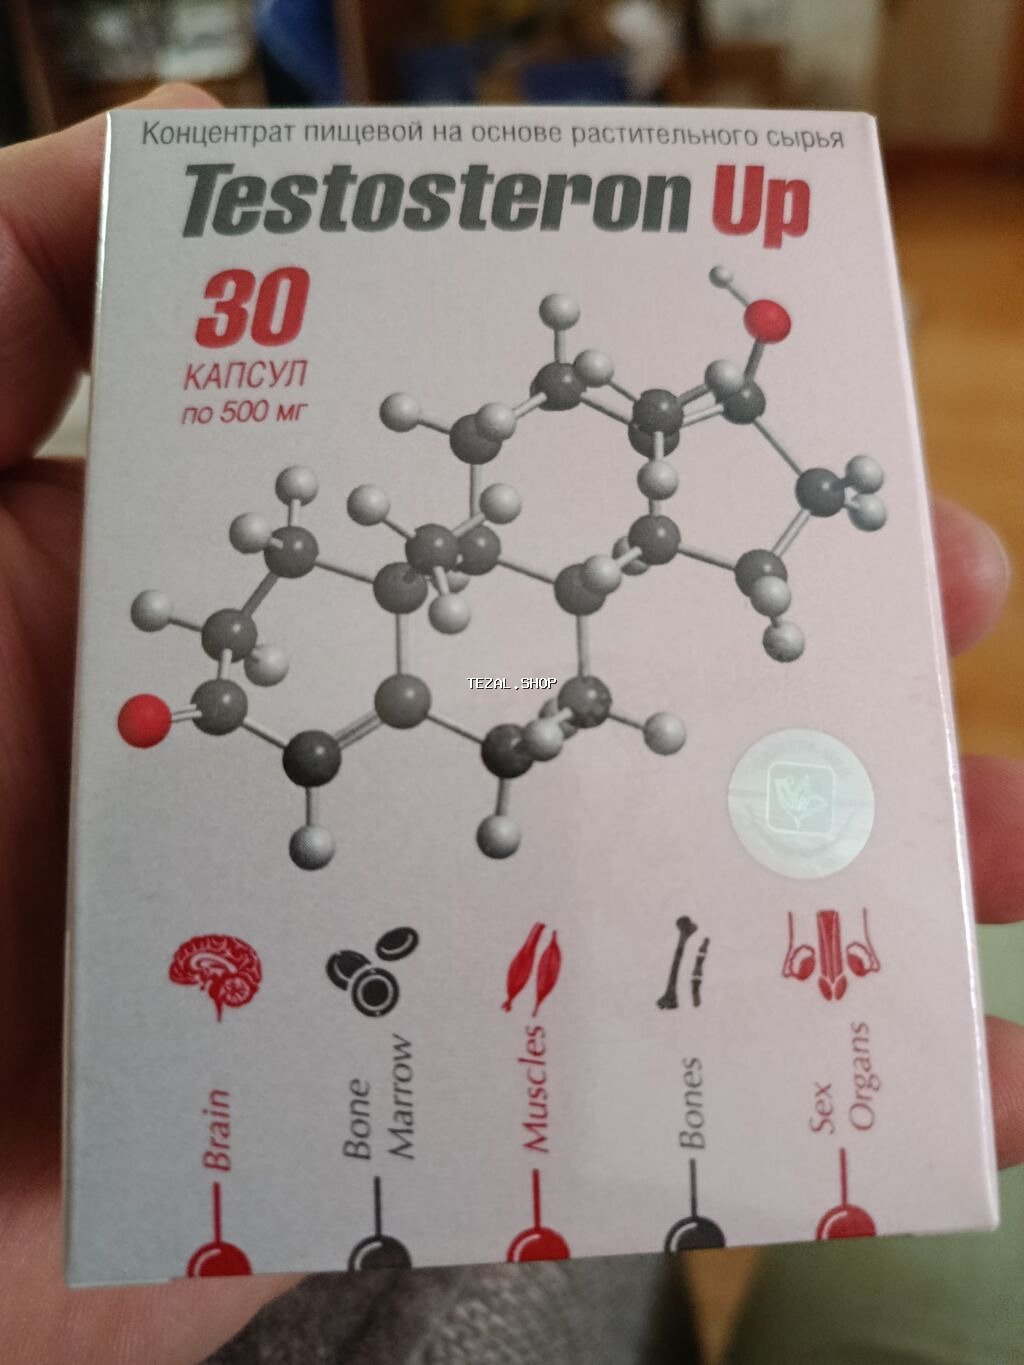 Концентрат пищевой на основе растительного сырья
Testosteron Up
30
КАПСУЛ
по 500 мг
TEZAL.SHOP
Brain
Bone
Marrow
Muscles
Bones
Sex
Organs